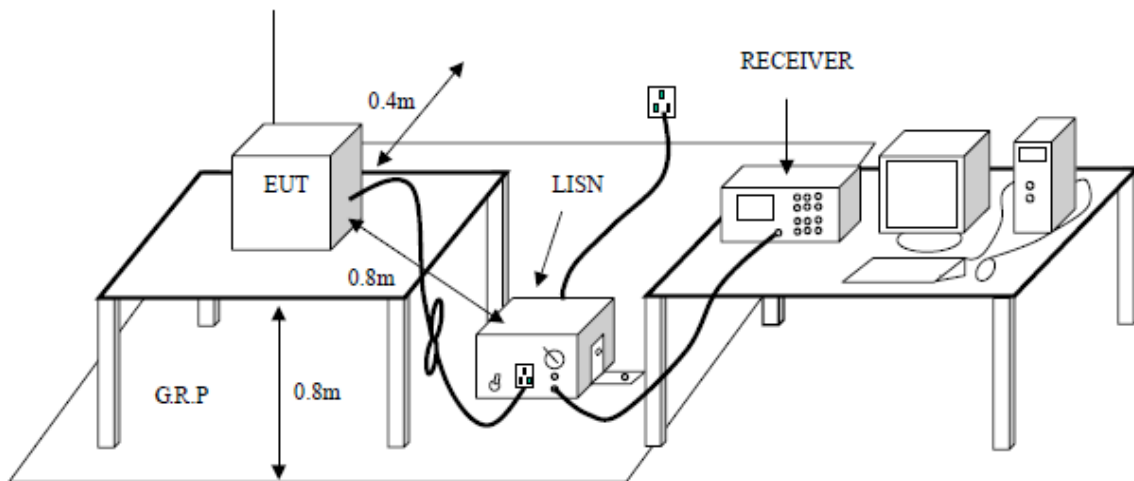 RECEIVER
0.4m
EUT
LISN
0.8m
G.R.P
0.8m